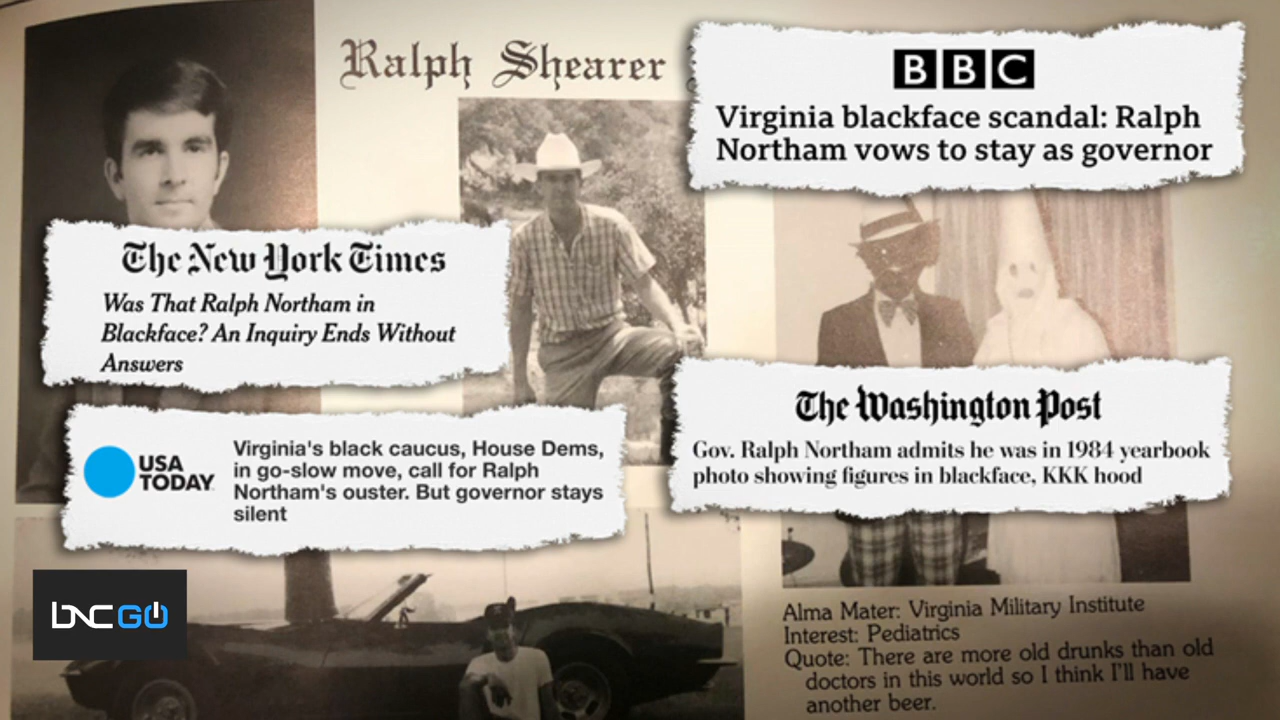 Ralph Shearer
BBC
Virginia blackface scandal: Ralph
Northam vows to stay as governor
The New York Times
Was That Ralph Northam in
Blackface? An Inquiry Ends Without
Answers
USA
TODAY
Virginia's black caucus, House Dems,
in go-slow move, call for Ralph
Northam's ouster. But governor stays
silent
The Washington Post
Gov. Ralph Northam admits he was in 1984 yearbook
photo showing figures in blackface, KKK hood
Alma Mater: Virginia Military Institute
Interest: Pediatrics
Quote: There are more old drunks than old
doctors in this world so I think I'll have
another beer.
BNC GO